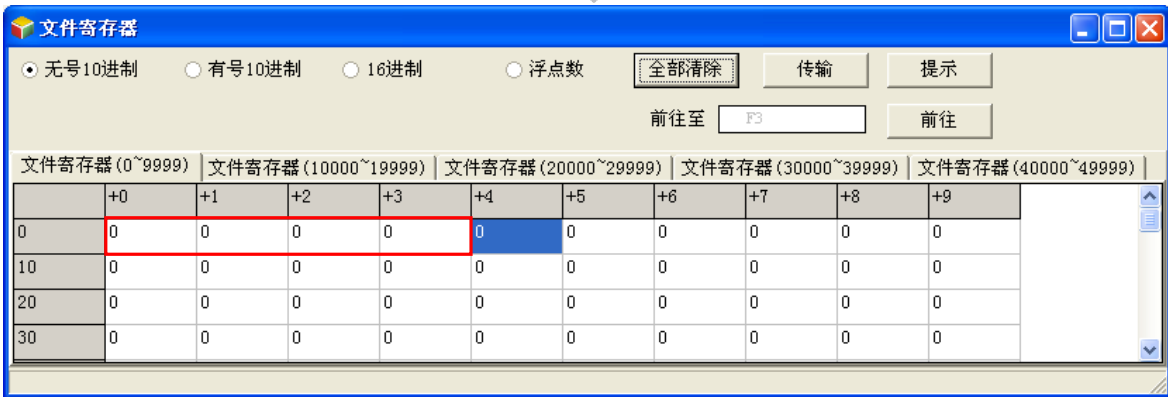 文件寄存器
无号10进制 有号10进制 16进制 浮点数 全部清除 传输 提示
前往至 F3 前往
文件寄存器(0~9999) 文件寄存器(10000~19999) 文件寄存器(20000~29999) 文件寄存器(30000~39999) 文件寄存器(40000~49999)
+0 +1 +2 +3 +4 +5 +6 +7 +8 +9
0 0 0 0 0 0 0 0 0 0 0
10 0 0 0 0 0 0 0 0 0 0
20 0 0 0 0 0 0 0 0 0 0
30 0 0 0 0 0 0 0 0 0 0